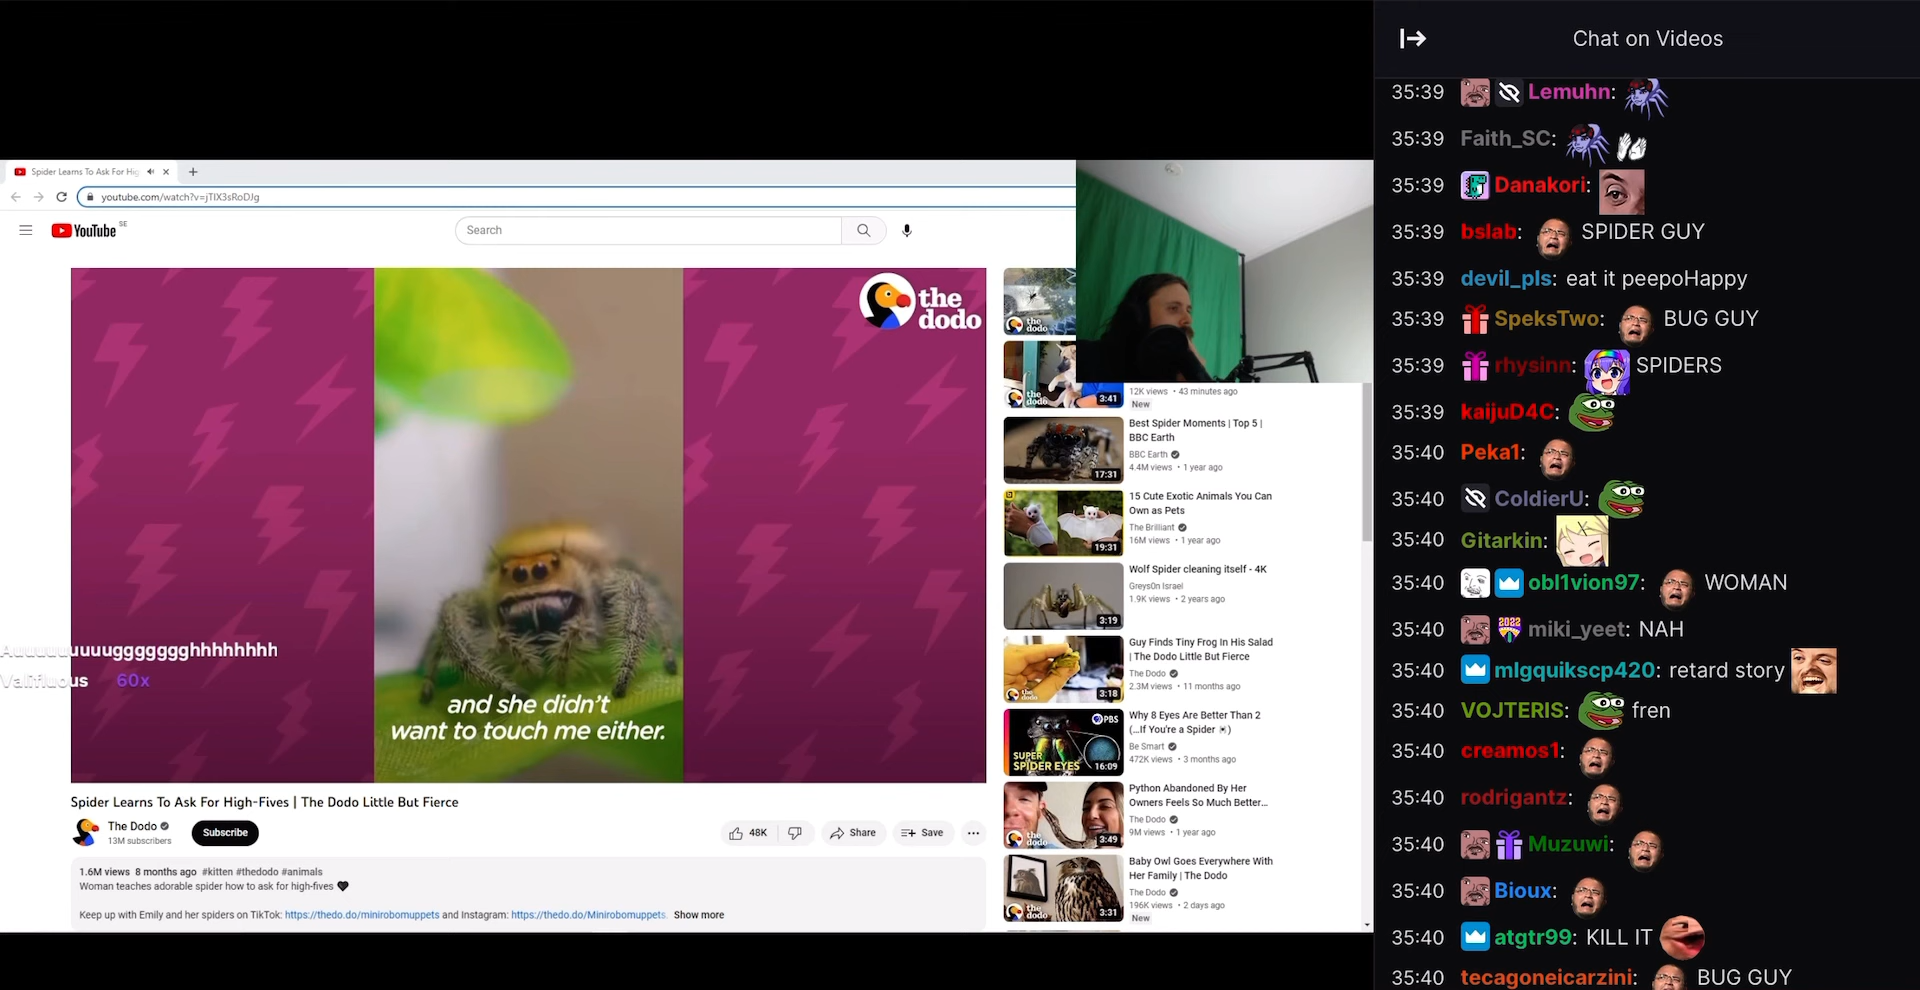 Spider Learns To Ask For Hig
youtube.com/watch?v=jTlX3sRoDJg
YouTube SE
Search
the dodo
and she didn't
want to touch me either.
Auuuuuuuuuggggggghhhhhhhh
Valifluous 60x
Spider Learns To Ask For High-Fives | The Dodo Little But Fierce
The Dodo
13M subscribers
Subscribe
48K
Share
Save
1.6M views 8 months ago #kitten #thedodo #animals
Woman teaches adorable spider how to ask for high-fives
Keep up with Emily and her spiders on TikTok: https://thedo.do/minirobomuppets and Instagram: https://thedo.do/Minirobomuppets. Show more
the dodo
the dodo
3:41
12K views • 43 minutes ago
New
17:31
Best Spider Moments | Top 5 |
BBC Earth
BBC Earth
4.4M views • 1 year ago
19:31
15 Cute Exotic Animals You Can
Own as Pets
The Brilliant
16M views • 1 year ago
3:19
Wolf Spider cleaning itself - 4K
GreysOn Israel
1.9K views • 2 years ago
the dodo
3:18
Guy Finds Tiny Frog In His Salad
| The Dodo Little But Fierce
The Dodo
2.3M views • 11 months ago
PBS
SUPER
SPIDER EYES
16:09
Why 8 Eyes Are Better Than 2
(...If You're a Spider )
Be Smart
472K views • 3 months ago
the dodo
3:49
Python Abandoned By Her
Owners Feels So Much Better...
The Dodo
9M views • 1 year ago
the dodo
3:31
Baby Owl Goes Everywhere With
Her Family | The Dodo
The Dodo
196K views • 2 days ago
New
Chat on Videos
35:39 Lemuhn:
35:39 Faith_SC:
35:39 Danakori:
35:39 bslab: SPIDER GUY
35:39 devil_pls: eat it peepoHappy
35:39 SpeksTwo: BUG GUY
35:39 rhysinn: SPIDERS
35:39 kaijuD4C:
35:40 Peka1:
35:40 ColdierU:
35:40 Gitarkin:
35:40 obl1vion97: WOMAN
35:40 2022 miki_yeet: NAH
35:40 mlgquikscp420: retard story
35:40 VOJTERIS: fren
35:40 creamos1:
35:40 rodrigantz:
35:40 Muzuwi:
35:40 Bioux:
35:40 atgtr99: KILL IT
35:40 tecagoneicarzini: BUG GUY